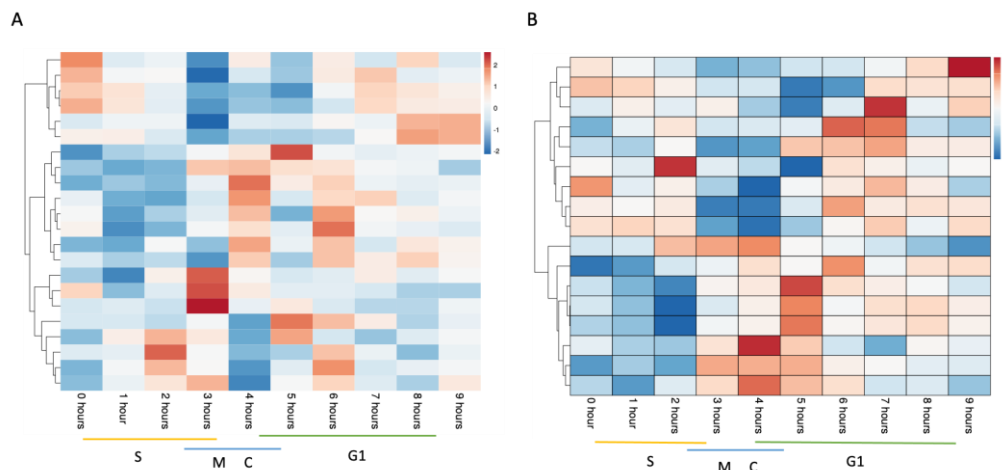 A
B
2
1
0
-1
-2
0 hours
1 hour
2 hours
3 hours
4 hours
5 hours
6 hours
7 hours
8 hours
9 hours
S
M
C
G1
0 hour
1 hour
2 hours
3 hours
4 hours
5 hours
6 hours
7 hours
8 hours
9 hours
S
M
C
G1